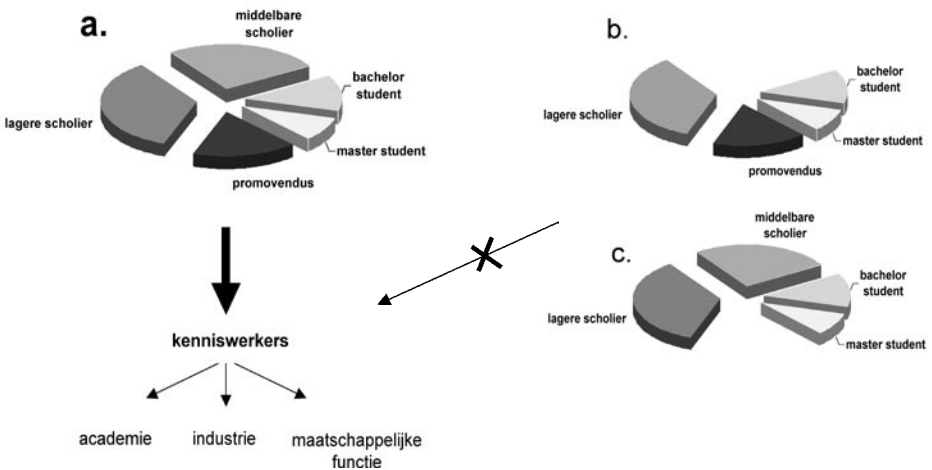 a.
middelbare
scholier
bachelor
student
lagere scholier
master student
promovendus
kenniswerkers
academie
industrie
maatschappelijke
functie
b.
bachelor
student
lagere scholier
master student
promovendus
c.
middelbare
scholier
bachelor
student
lagere scholier
master student